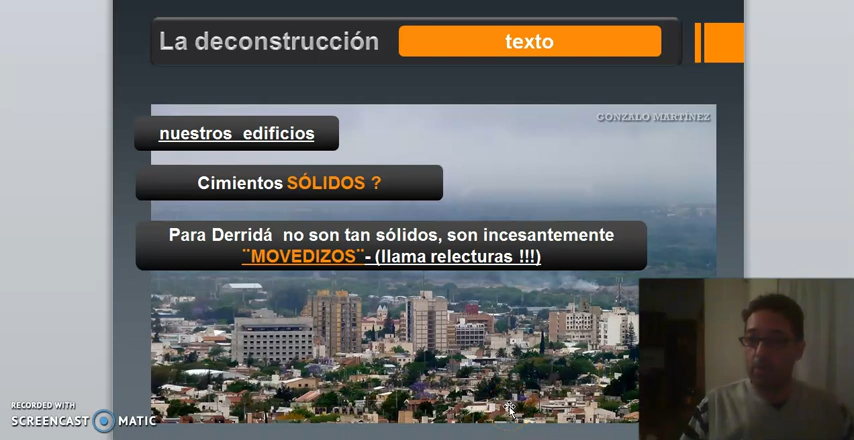 La deconstrucción
texto
GONZALO MARTÍNEZ
nuestros edificios
Cimientos SÓLIDOS ?
Para Derridá no son tan sólidos, son incesantemente
¨MOVEDIZOS¨- (llama relecturas !!!)
RECORDED WITH
SCREENCAST MATIC